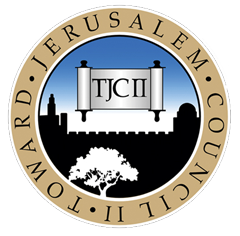 TOWARD • JERUSALEM • COUNCIL II •
TJCII